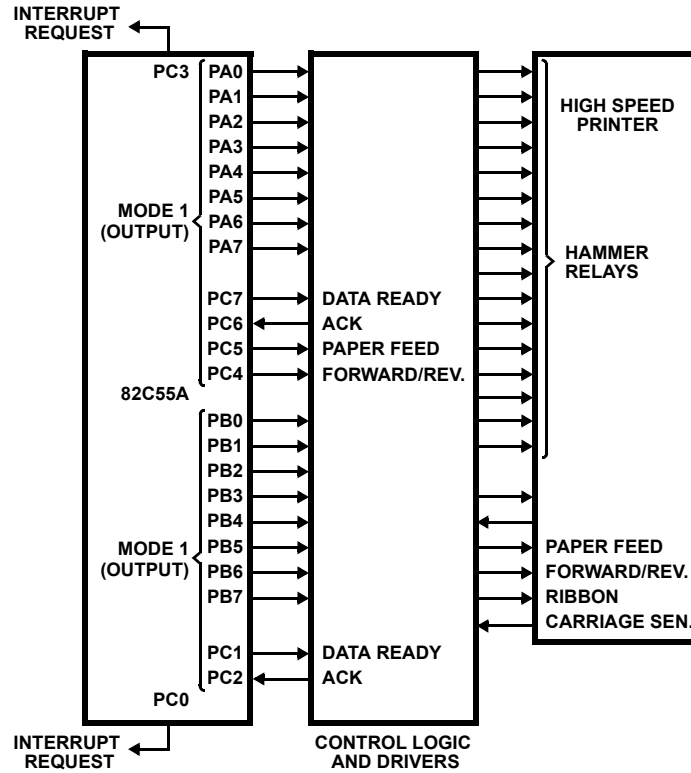 INTERRUPT
REQUEST
PC3
PA0
PA1
PA2
PA3
PA4
PA5
PA6
PA7
MODE 1
(OUTPUT)
PC7
PC6
PC5
PC4
82C55A
PB0
PB1
PB2
PB3
PB4
PB5
PB6
PB7
MODE 1
(OUTPUT)
PC1
PC2
PC0
INTERRUPT
REQUEST
DATA READY
ACK
PAPER FEED
FORWARD/REV.
DATA READY
ACK
CONTROL LOGIC
AND DRIVERS
HIGH SPEED
PRINTER
HAMMER
RELAYS
PAPER FEED
FORWARD/REV.
RIBBON
CARRIAGE SEN.